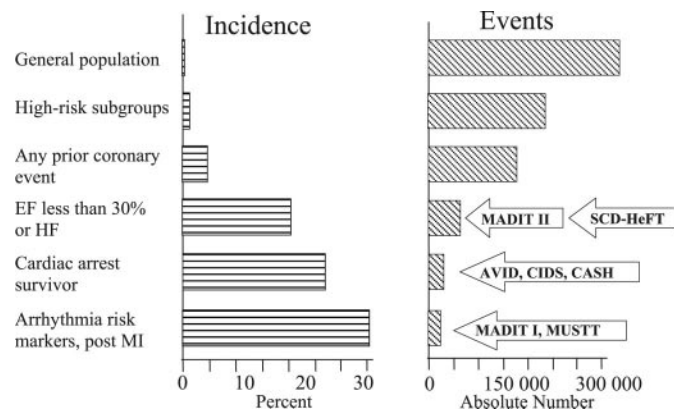 Incidence
Events
General population
High-risk subgroups
Any prior coronary
event
EF less than 30%
or HF
MADIT II
SCD-HeFT
Cardiac arrest
survivor
AVID, CIDS, CASH
Arrhythmia risk
markers, post MI
MADIT I, MUSTT
0 10 20 30
Percent
0 150 000 300 000
Absolute Number